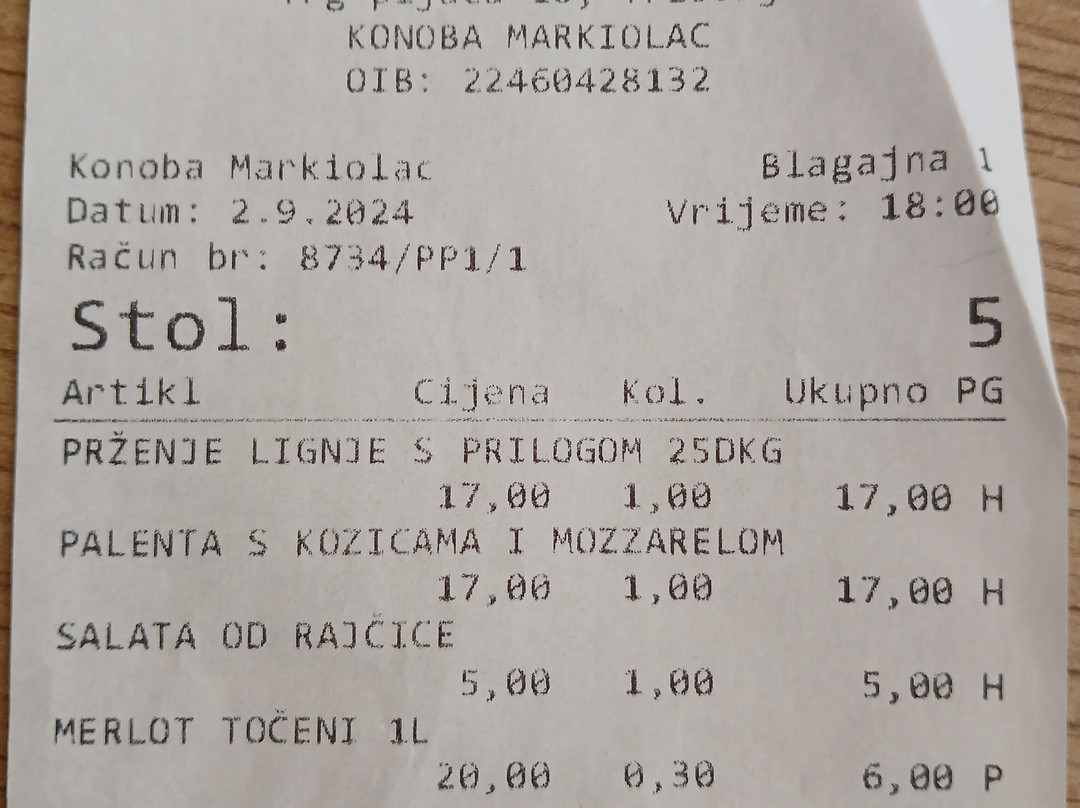 KONOBA MARKIOLAC
OIB: 22460428132
Konoba Markiolac Blagajna 1
Datum: 2.9.2024 Vrijeme: 18:00
Račun br: 8734/PP1/1
Stol: 5
Artikl Cijena Kol. Ukupno PG
PRŽENJE LIGNJE S PRILOGOM 25DKG
17,00 1,00 17,00 H
PALENTA S KOZICAMA I MOZZARELOM
17,00 1,00 17,00 H
SALATA OD RAJČICE
5,00 1,00 5,00 H
MERLOT TOČENI 1L
20,00 0,30 6,00 P